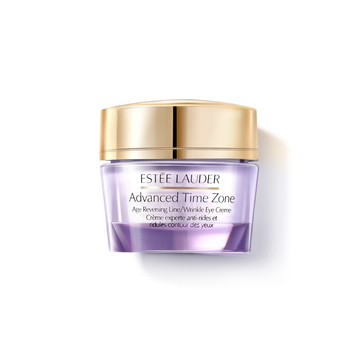 ESTĒE LAUDER
Advanced Time Zone
Age Reversing Line/Wrinkle Eye Creme
Crème experte anti-rides et
ridules contour des yeux